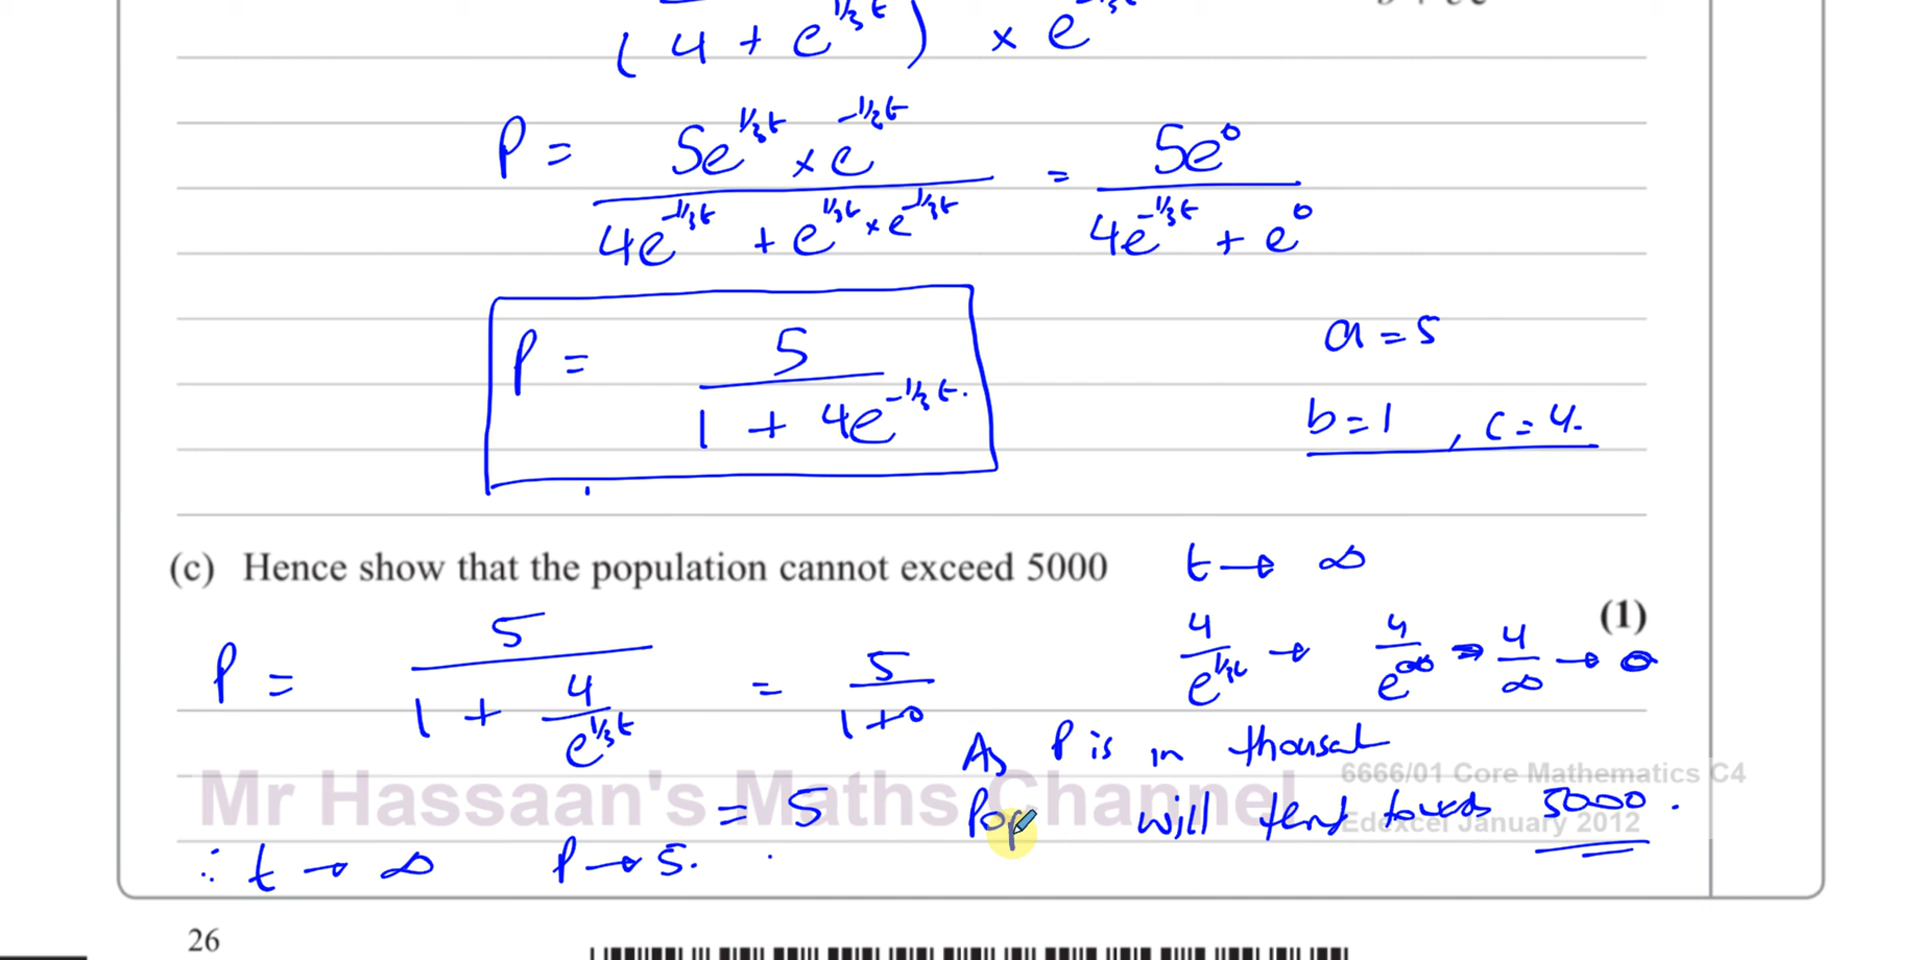 (4 + e^{1/3 t}) × e
P = 5e^{1/3 t} × e^{-1/3 t} / 4e^{-1/3 t} + e^{1/3 t} × e^{-1/3 t} = 5e^0 / 4e^{-1/3 t} + e^0
P = 5 / 1 + 4e^{-1/3 t}.
a = 5
b = 1 , c = 4.
(c) Hence show that the population cannot exceed 5000
t → ∞
(1)
P = 5 / 1 + 4/e^{1/3 t} = 5 / 1+0
4/e^{1/3 t} → 4/e^∞ → 4/∞ → 0
As P is in
= 5
Pop will tend towards 5000.
∴ t → ∞ P → 5.
Mr Hassaan's Maths Channel
6666/01 Core Mathematics C4
Edexcel January 2012
26